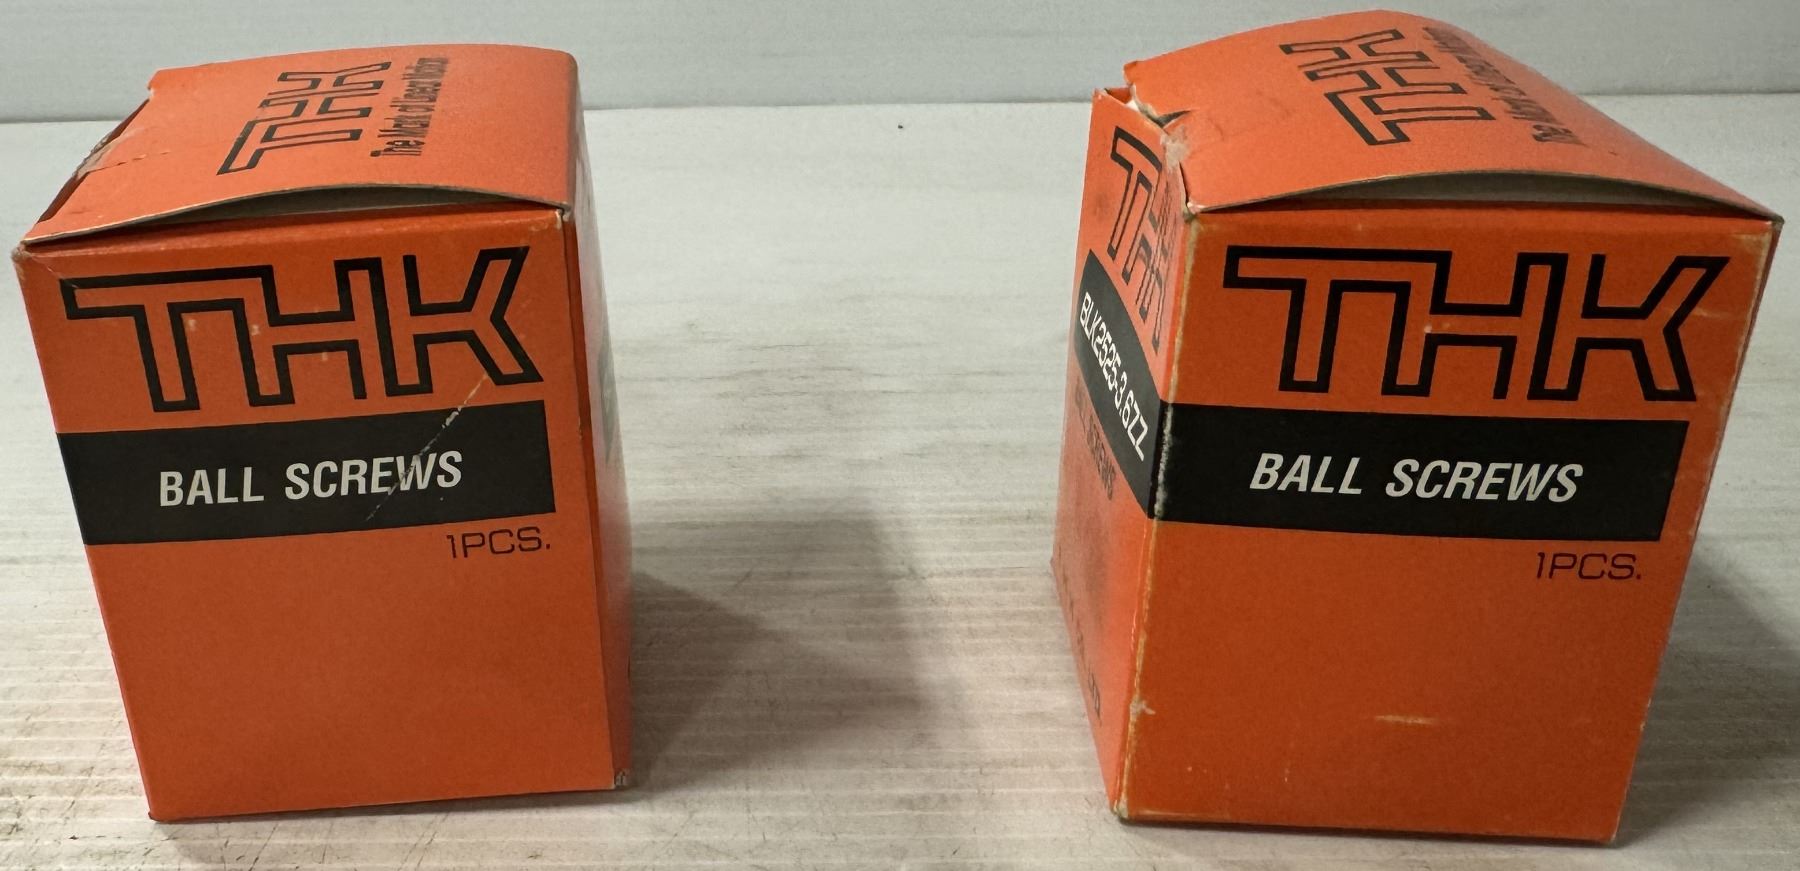 THK
The Mark of Linear Motion
THK
BALL SCREWS
1PCS.
THK
The Mark of Linear Motion
THK
BLK2525-3.6ZZ
SCREWS
THK
BALL SCREWS
1PCS.